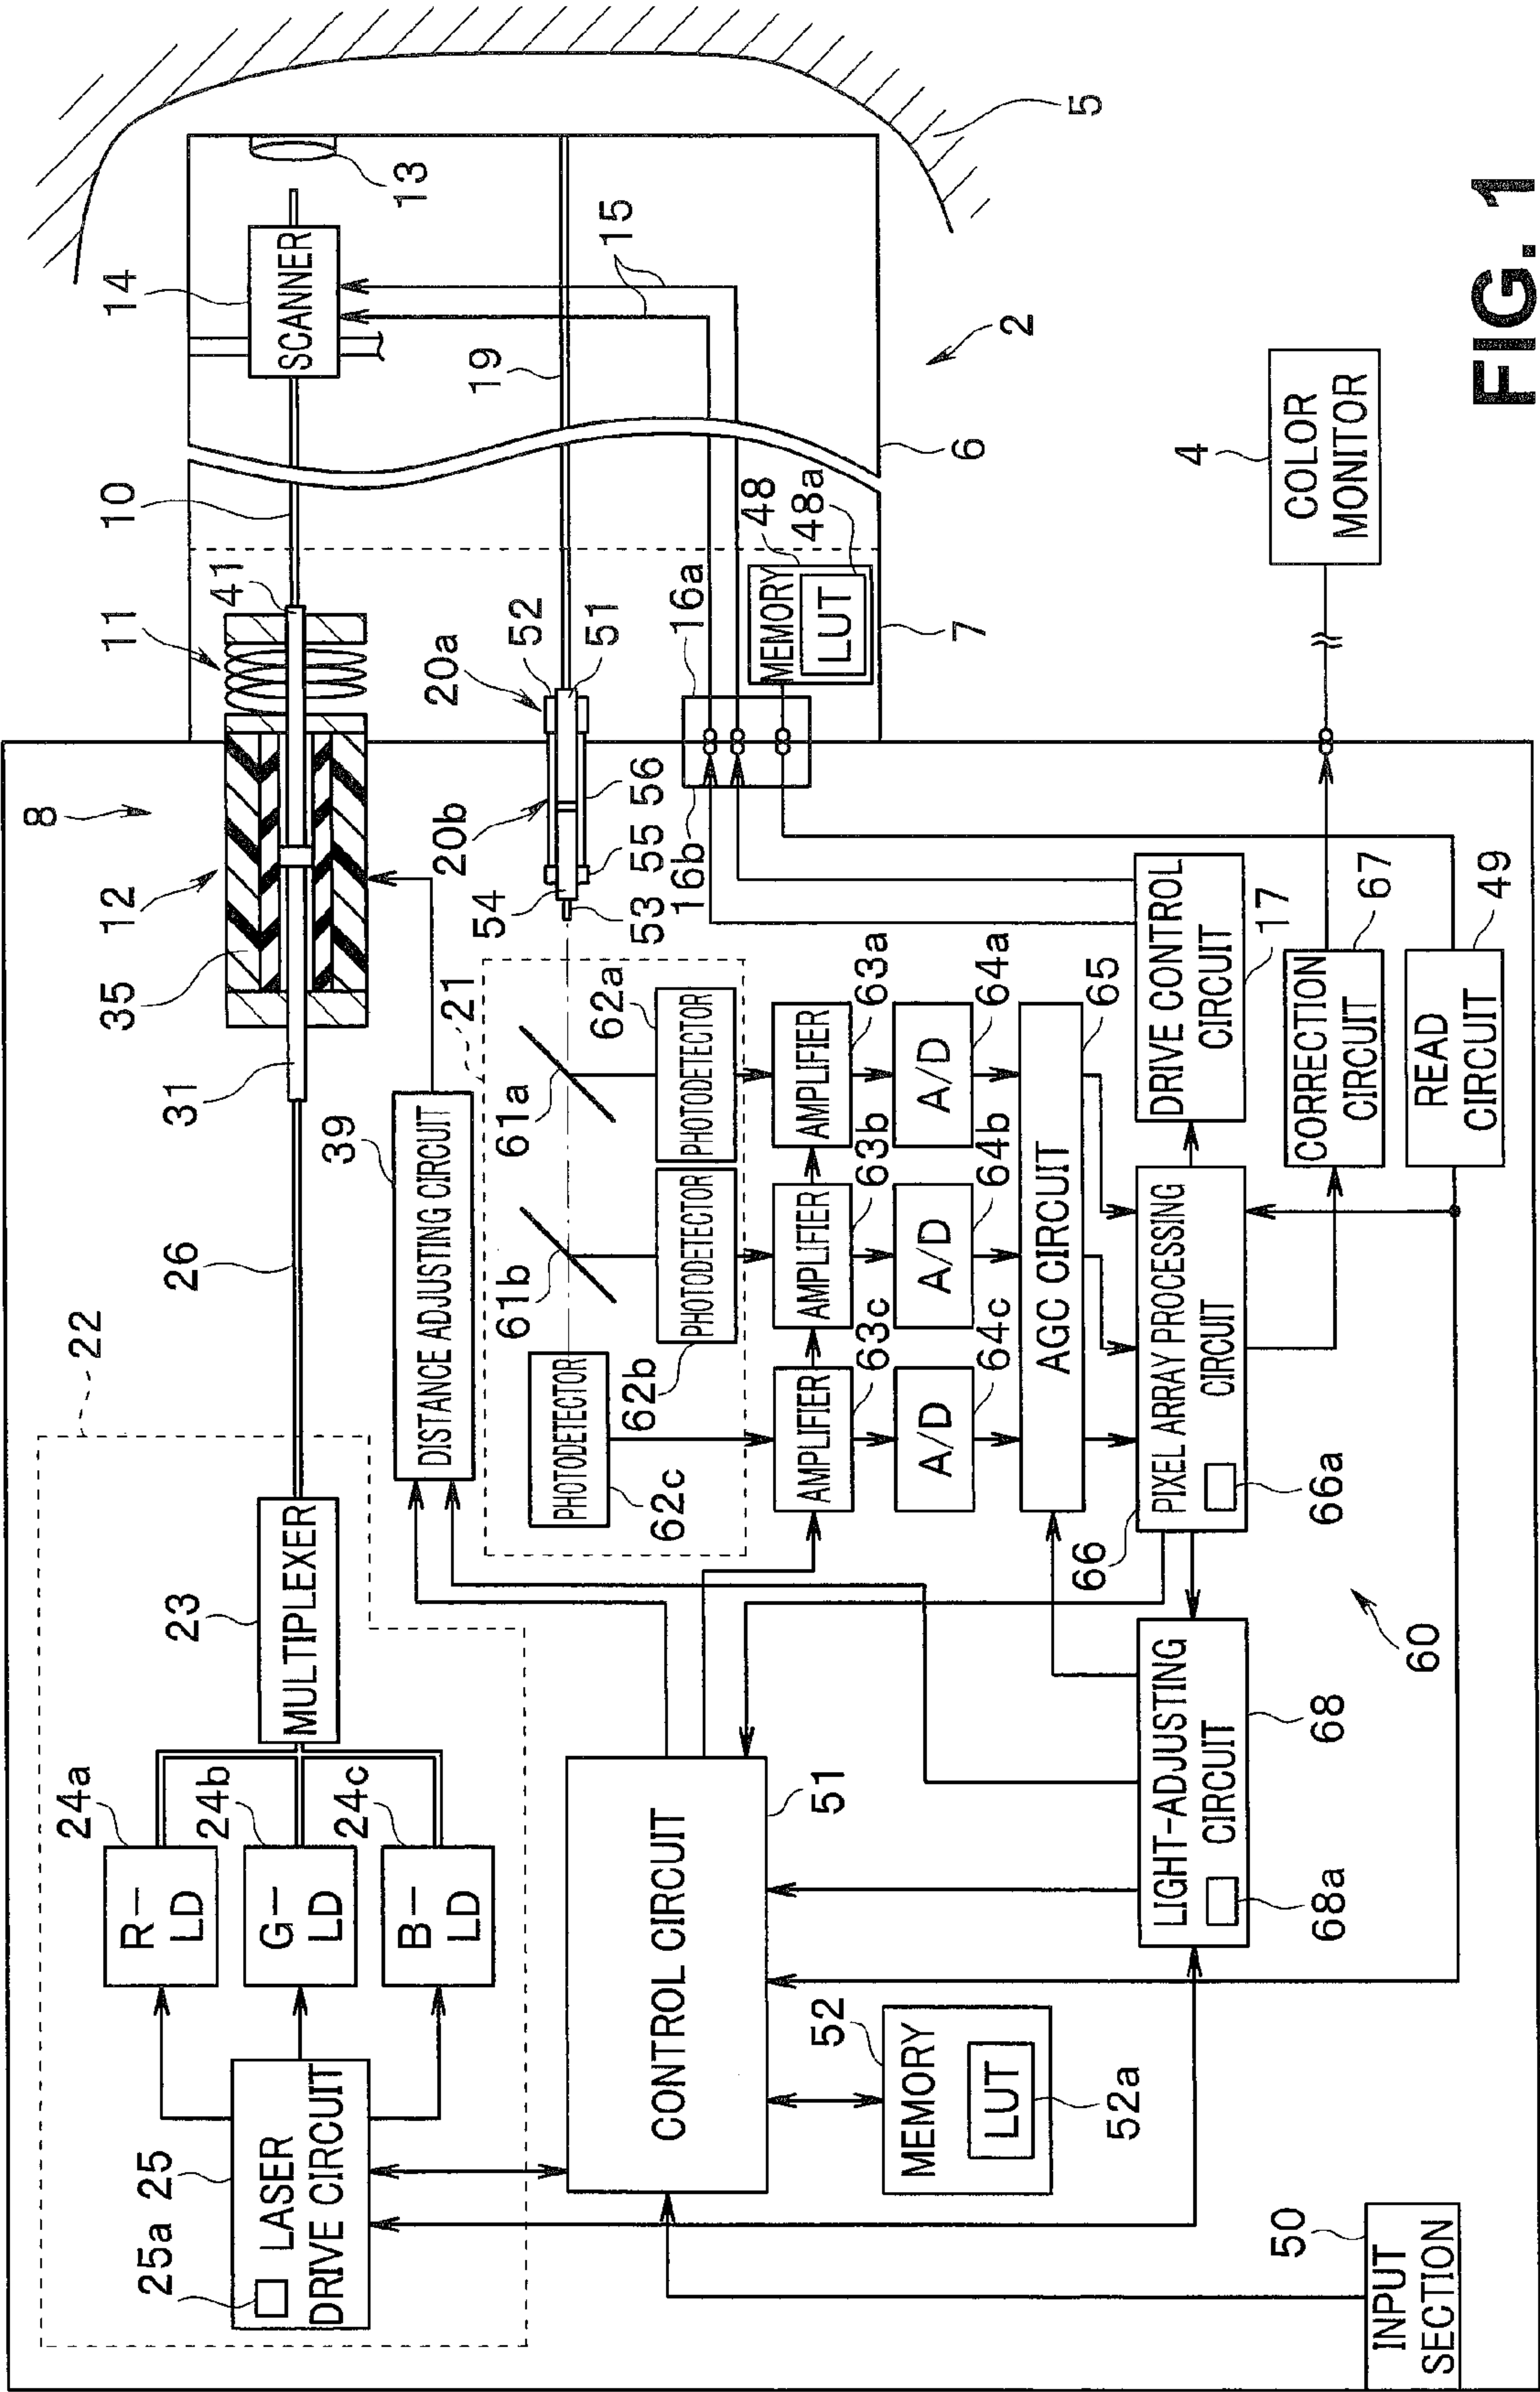 8
12
35
31
26
22
23
MULTIPLEXER
24a
R-
LD
24b
G-
LD
24c
B-
LD
25
25a
LASER
DRIVE CIRCUIT
11
41
10
14
SCANNER
13
5
15
19
2
6
7
20a
52
51
20b
56
55
54
53
16a
16b
48
48a
MEMORY
LUT
39
DISTANCE ADJUSTING CIRCUIT
21
61a
61b
62a
PHOTODETECTOR
62b
PHOTODETECTOR
62c
PHOTODETECTOR
63a
AMPLIFIER
63b
AMPLIFIER
63c
AMPLIFIER
64a
A/D
64b
A/D
64c
A/D
65
AGC CIRCUIT
66
PIXEL ARRAY PROCESSING
CIRCUIT
66a
DRIVE CONTROL
CIRCUIT
17
CORRECTION
CIRCUIT
67
READ
CIRCUIT
49
4
COLOR
MONITOR
CONTROL CIRCUIT
51
52
MEMORY
LUT
52a
LIGHT-ADJUSTING
CIRCUIT
68
68a
60
50
INPUT
SECTION
FIG. 1